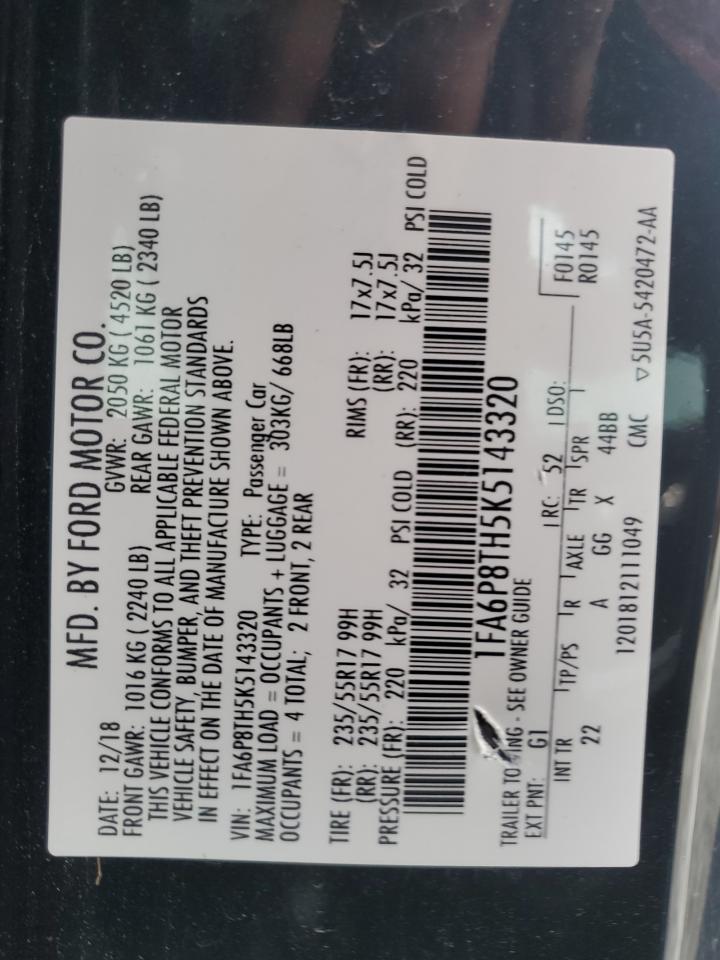 MFD. BY FORD MOTOR CO.
DATE: 12/18 GVWR: 2050 KG ( 4520 LB)
FRONT GAWR: 1016 KG ( 2240 LB) REAR GAWR: 1061 KG ( 2340 LB)
THIS VEHICLE CONFORMS TO ALL APPLICABLE FEDERAL MOTOR
VEHICLE SAFETY, BUMPER, AND THEFT PREVENTION STANDARDS
IN EFFECT ON THE DATE OF MANUFACTURE SHOWN ABOVE.
VIN: 1FA6P8TH5K5143320 TYPE: Passenger Car
MAXIMUM LOAD = OCCUPANTS + LUGGAGE = 303KG/ 668LB
OCCUPANTS = 4 TOTAL; 2 FRONT, 2 REAR
TIRE (FR): 235/55R17 99H RIMS (FR): 17x7.5J
(RR): 235/55R17 99H (RR): 17x7.5J
PRESSURE (FR): 220 kPa/ 32 PSI COLD (RR): 220 kPa/ 32 PSI COLD
1FA6P8TH5K5143320
TRAILER TOWING - SEE OWNER GUIDE
EXT PNT: G1 RC: 52 DSO: F0145
R0145
INT TR TP/PS R AXLE TR SPR
22 A GG X 44BB
1201812111049 CMC ▽5U5A-5420472-AA